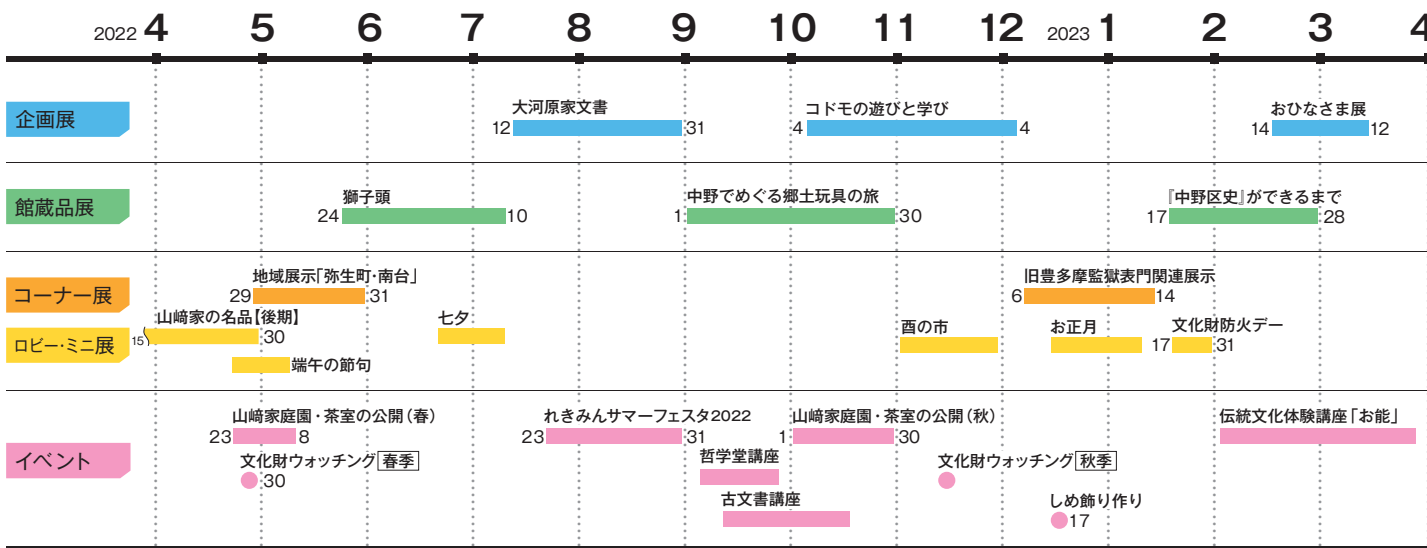 2022 4 5 6 7 8 9 10 11 12 2023 1 2 3 4
企画展
大河原家文書
12 31
コドモの遊びと学び
4 4
おひなさま展
14 12
館蔵品展
獅子頭
24 10
中野でめぐる郷土玩具の旅
1 30
『中野区史』ができるまで
17 28
コーナー展
地域展示「弥生町・南台」
29 31
旧豊多摩監獄表門関連展示
6 14
ロビー・ミニ展
山﨑家の名品【後期】
15 30
七夕
酉の市
お正月
文化財防火デー
17 31
端午の節句
イベント
山﨑家庭園・茶室の公開（春）
23 8
れきみんサマーフェスタ2022
23 31
山﨑家庭園・茶室の公開（秋）
1 30
伝統文化体験講座「お能」
文化財ウォッチング 春季
30
哲学堂講座
文化財ウォッチング 秋季
古文書講座
しめ飾り作り
17